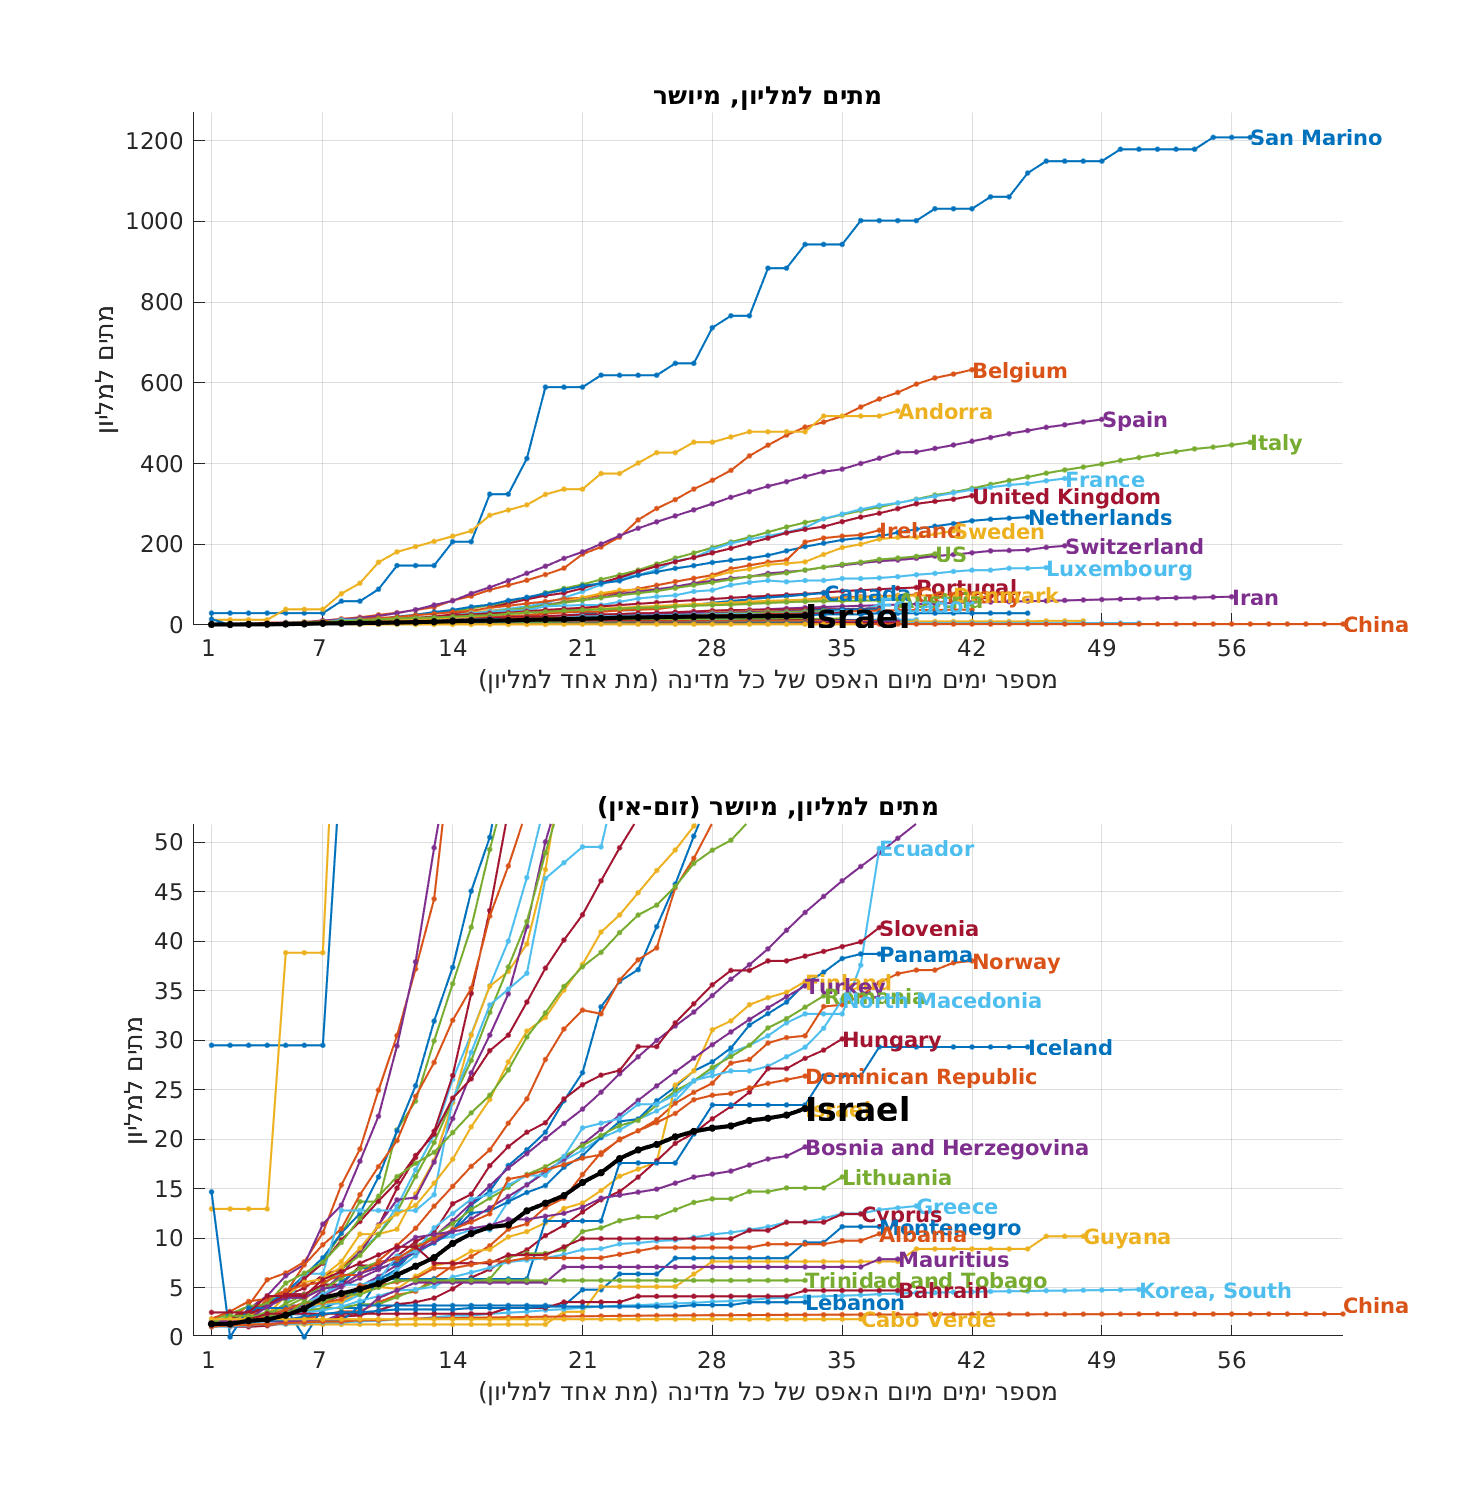 מתים למליון, מיושר
מתים למליון
1200
1000
800
600
400
200
0
San Marino
Belgium
Andorra
Spain
Italy
France
United Kingdom
Netherlands
Ireland
Sweden
Switzerland
US
Luxembourg
Portugal
Canada
Iran
Israel
China
1 7 14 21 28 35 42 49 56
מספר ימים מיום האפס של כל מדינה (מת אחד למליון)
מתים למליון, מיושר (זום-אין)
מתים למליון
50
45
40
35
30
25
20
15
10
5
0
Ecuador
Slovenia
Panama
Norway
Finland
Turkey
North Macedonia
Hungary
Iceland
Dominican Republic
Israel
Bosnia and Herzegovina
Lithuania
Greece
Cyprus
Montenegro
Albania
Guyana
Mauritius
Trinidad and Tobago
Bahrain
Korea, South
Lebanon
China
Cabo Verde
1 7 14 21 28 35 42 49 56
מספר ימים מיום האפס של כל מדינה (מת אחד למליון)